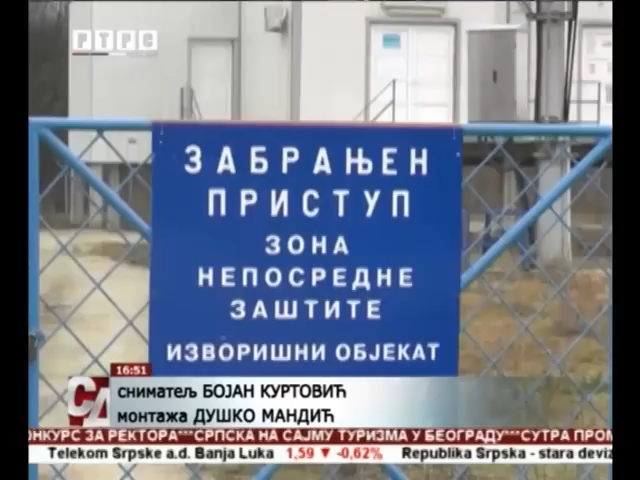 РТРС
ЗАБРАЊЕН
ПРИСТУП
ЗОНА
НЕПОСРЕДНЕ
ЗАШТИТЕ
ИЗВОРИШНИ ОБЈЕКАТ
16:51
сниматељ БОЈАН КУРТОВИЋ
монтажа ДУШКО МАНДИЋ
ОНКУРС ЗА РЕКТОРА***СРПСКА НА САЈМУ ТУРИЗМА У БЕОГРАДУ***СУТРА ПРОМ
Telekom Srpske a.d. Banja Luka 1,59 ▼ -0,62% Republika Srpska - stara deviz